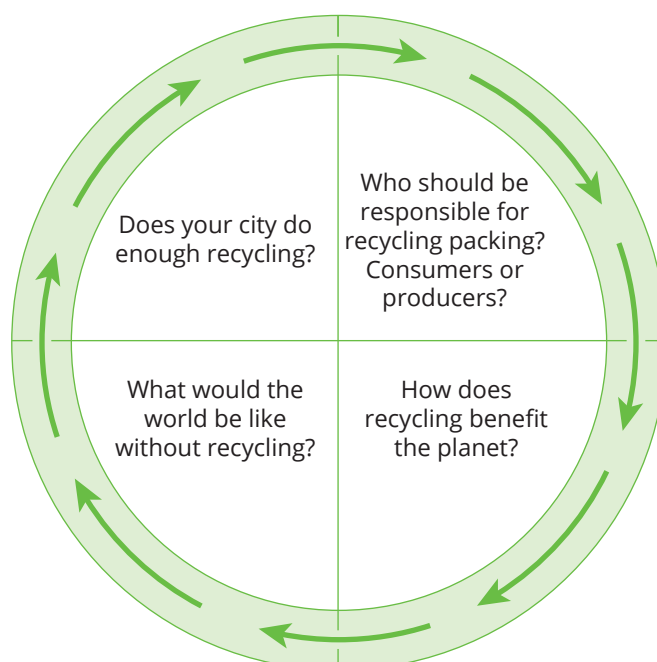 Does your city do
enough recycling?
Who should be
responsible for
recycling packing?
Consumers or
producers?
What would the
world be like
without recycling?
How does
recycling benefit
the planet?